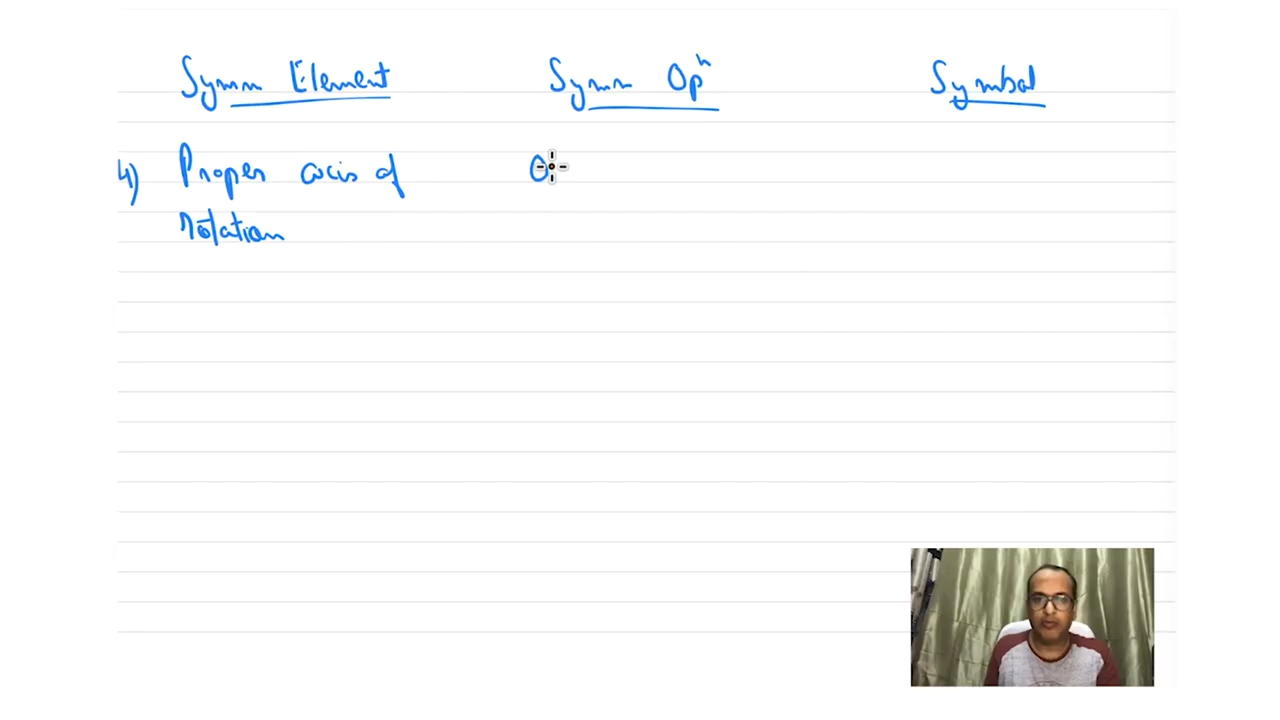 Symm Element Symm Opⁿ Symbol
4) Proper axis of O
rotation